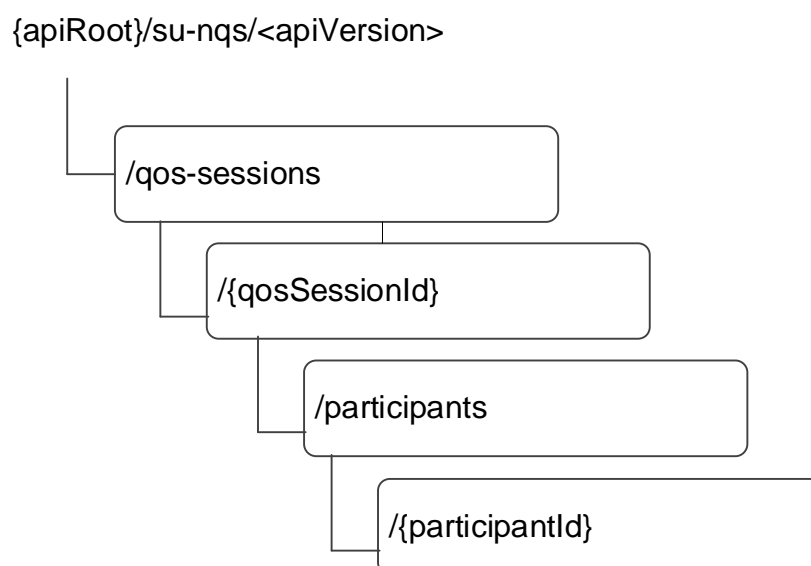 {apiRoot}/su-nqs/<apiVersion>
/qos-sessions
/{qosSessionId}
/participants
/{participantId}